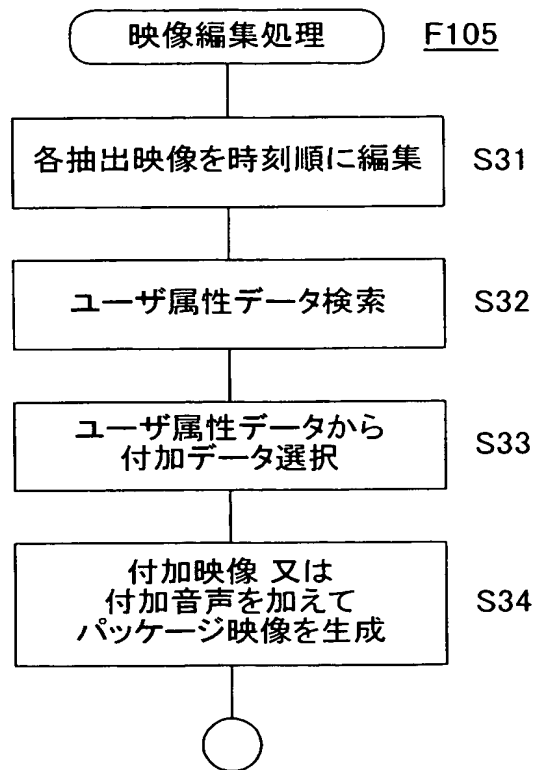 映像編集処理 F105
各抽出映像を時刻順に編集 S31
ユーザ属性データ検索 S32
ユーザ属性データから
付加データ選択 S33
付加映像 又は
付加音声を加えて S34
パッケージ映像を生成